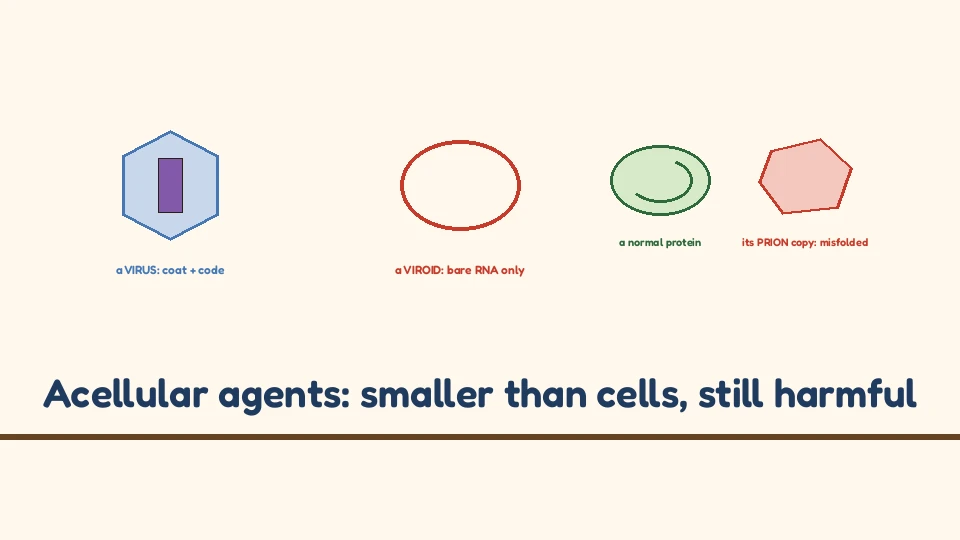 a normal protein
its PRION copy: misfolded
a VIRUS: coat + code
a VIROID: bare RNA only
Acellular agents: smaller than cells, still harmful